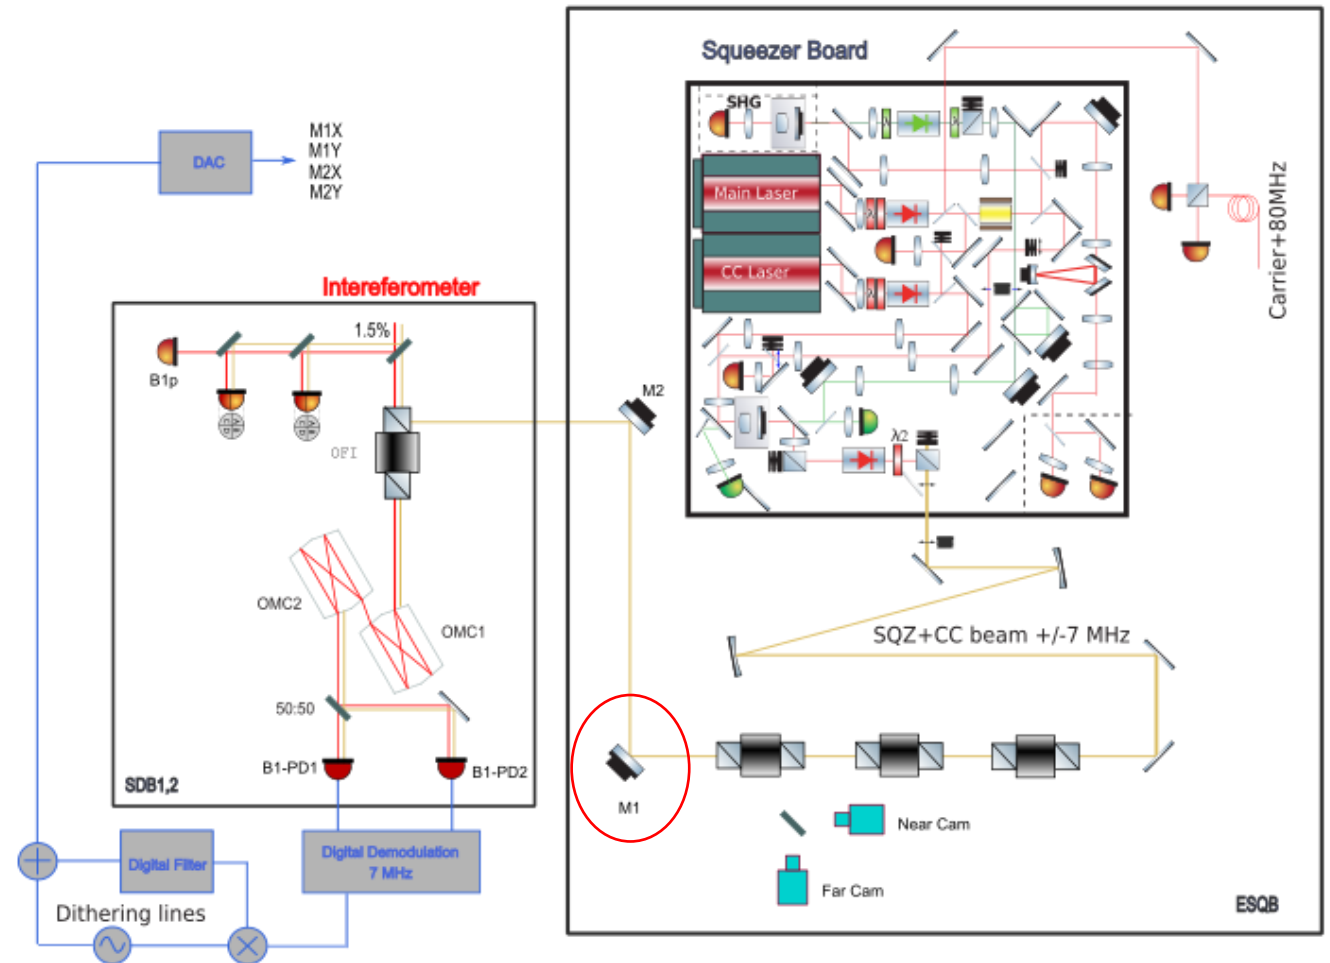 Squeezer Board
SHG
Main Laser
λ
CC Laser
λ
λ
λ
λ2
Carrier+80MHz
DAC
M1X
M1Y
M2X
M2Y
Intereferometer
1.5%
B1p
OFI
M2
OMC2
OMC1
SQZ+CC beam +/-7 MHz
50:50
B1-PD1
B1-PD2
SDB1,2
M1
Near Cam
Far Cam
ESQB
Digital Demodulation
7 MHz
Digital Filter
Dithering lines